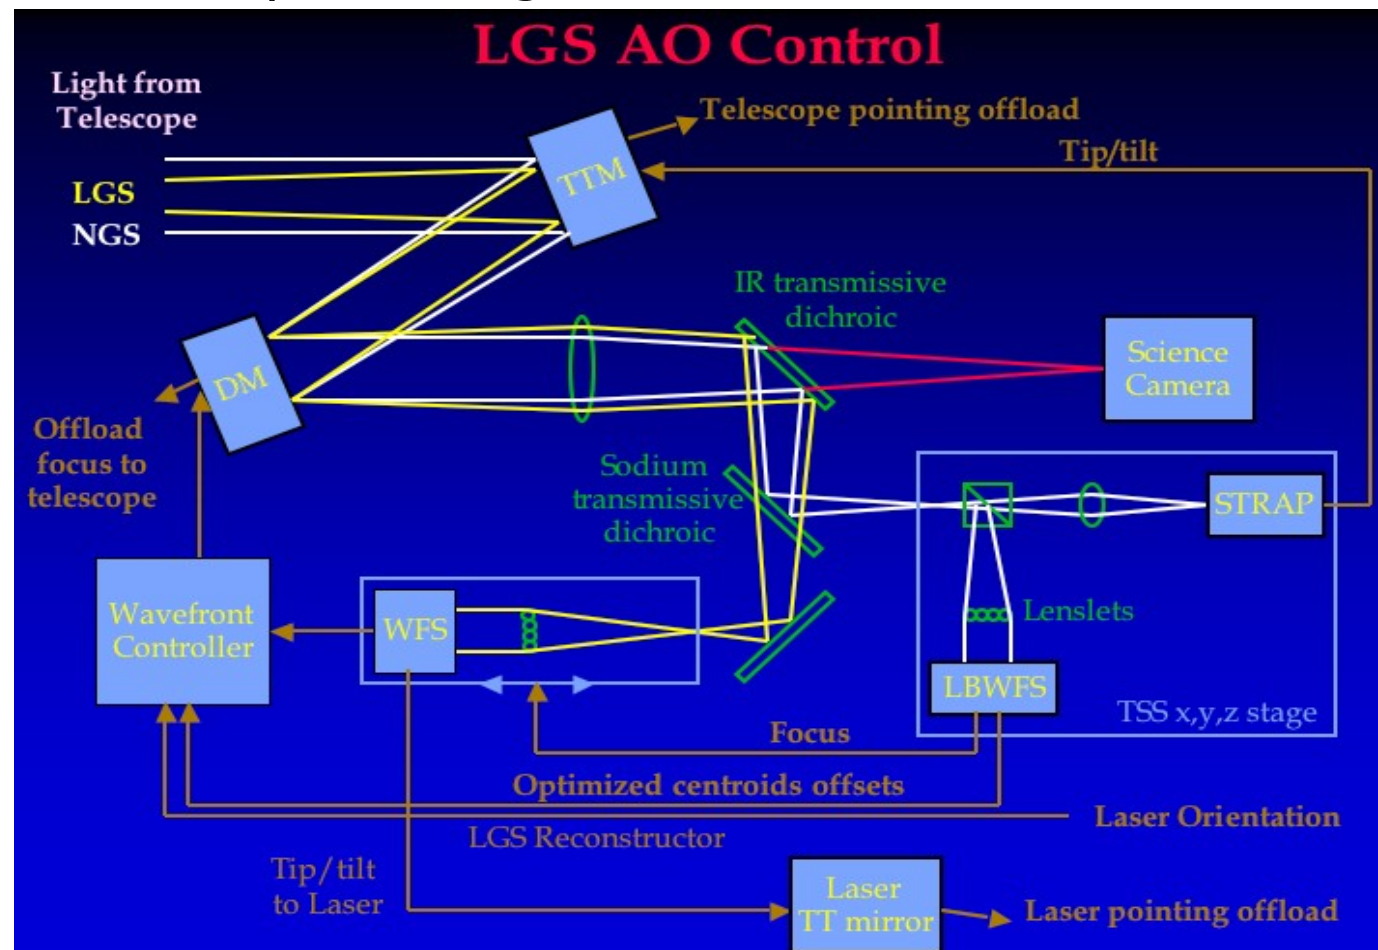 LGS AO Control
Light from
Telescope
Telescope pointing offload
Tip/tilt
TTM
LGS
NGS
IR transmissive
dichroic
Science
Camera
DM
Offload
focus to
telescope
Sodium
transmissive
dichroic
STRAP
Wavefront
Controller
WFS
Lenslets
LBWFS
TSS x,y,z stage
Focus
Optimized centroids offsets
Laser Orientation
LGS Reconstructor
Tip/tilt
to Laser
Laser
TT mirror
Laser pointing offload